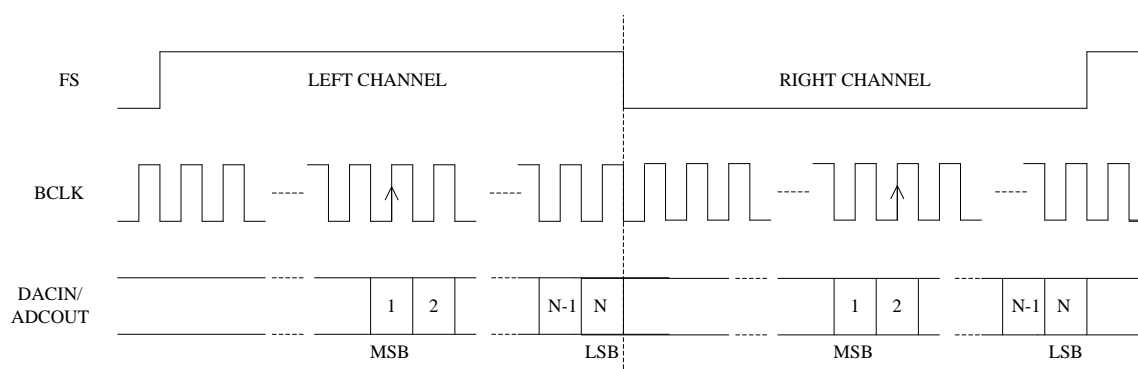 FS
LEFT CHANNEL
RIGHT CHANNEL
BCLK
DACIN/
ADCOUT
1
2
N-1
N
1
2
N-1
N
MSB
LSB
MSB
LSB